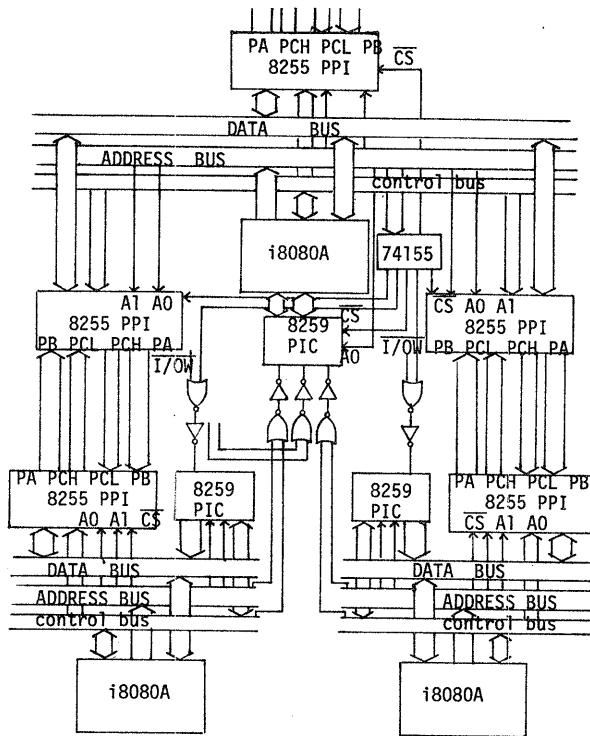 PA PCH PCL PB
8255 PPI
CS
DATA BUS
ADDRESS BUS
control bus
i8080A
74155
A1 A0
8255 PPI
PB PCL PCH PA
I/OW
8259
PIC
CS
A0
CS A0 A1
8255 PPI
PB PCL PCH PA
I/OW
PA PCH PCL PB
8255 PPI
A0 A1 CS
8259
PIC
8259
PIC
PA PCH PCL PB
8255 PPI
CS A1 A0
DATA BUS
ADDRESS BUS
control bus
i8080A
DATA BUS
ADDRESS BUS
control bus
i8080A